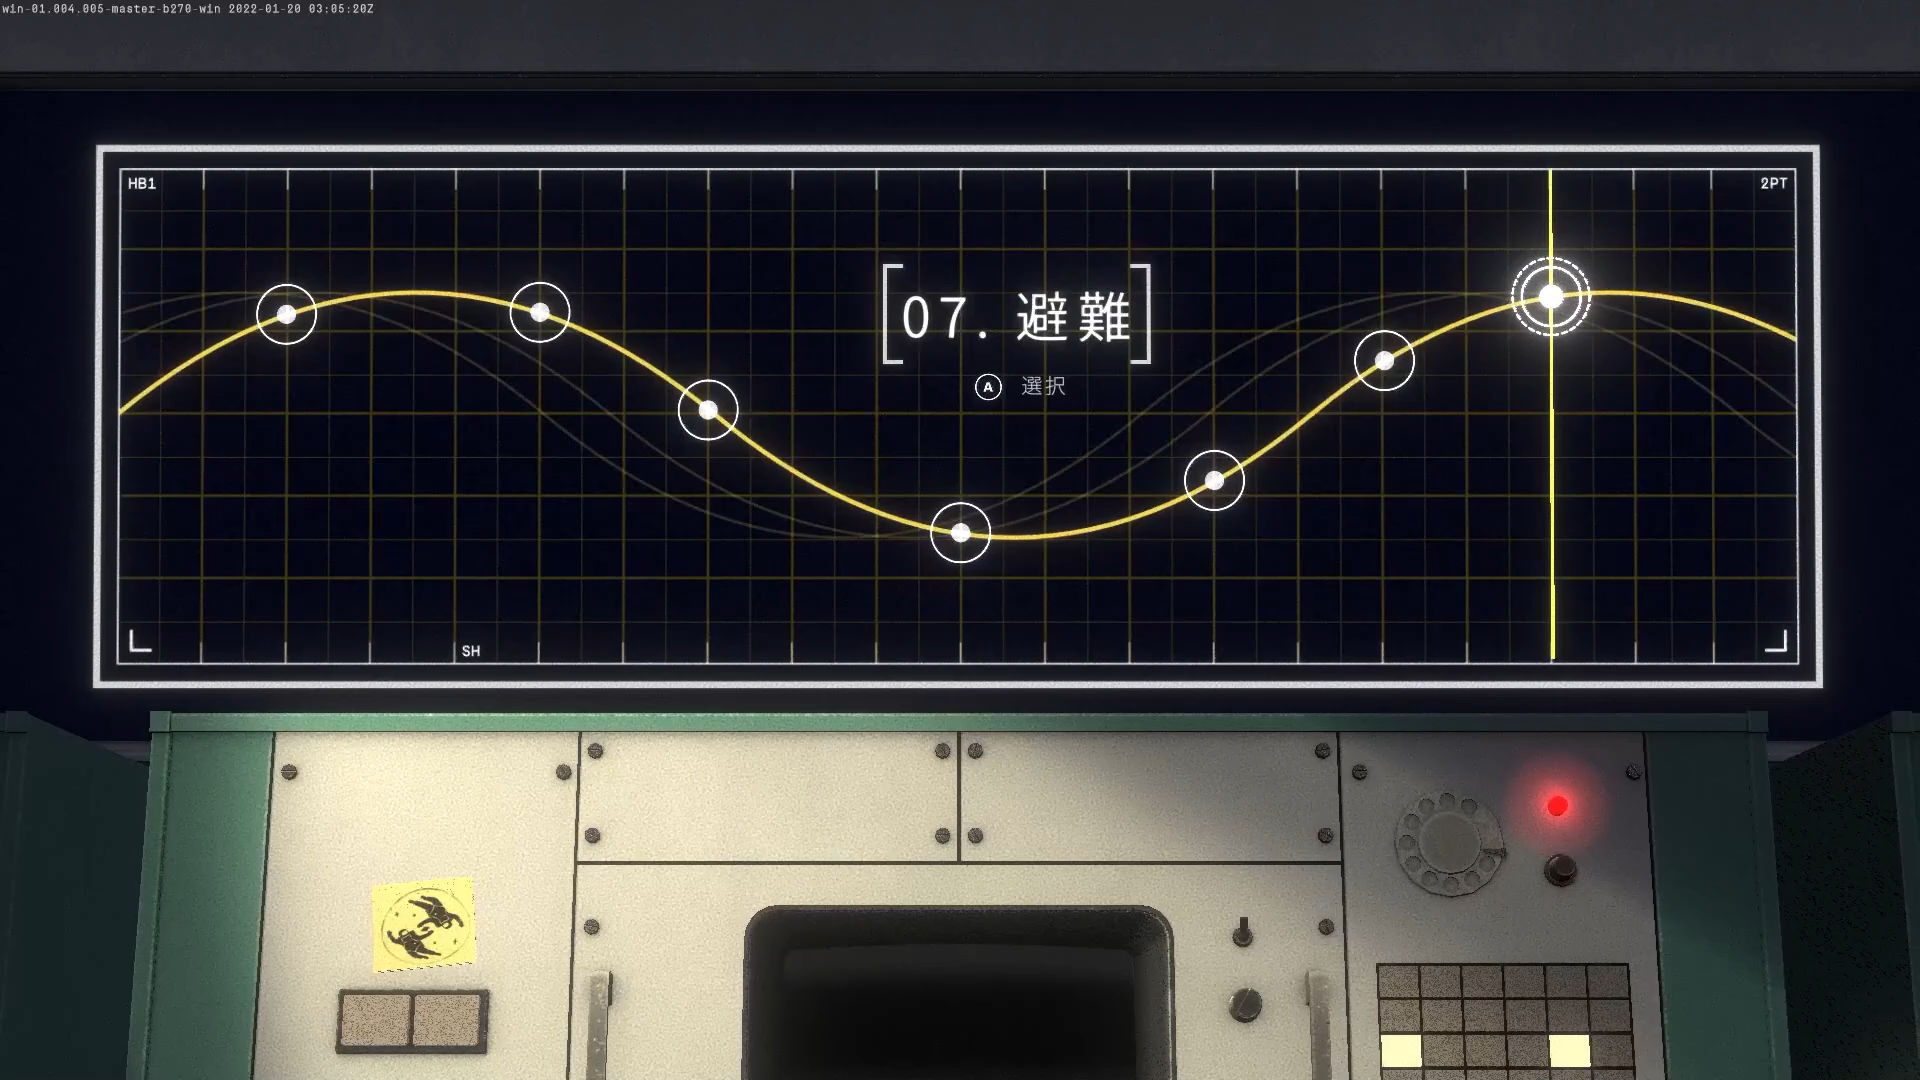 win-01.004.005-master-b270-win 2022-01-20 03:05:20Z
HB1
2PT
07. 避難
A 選択
SH